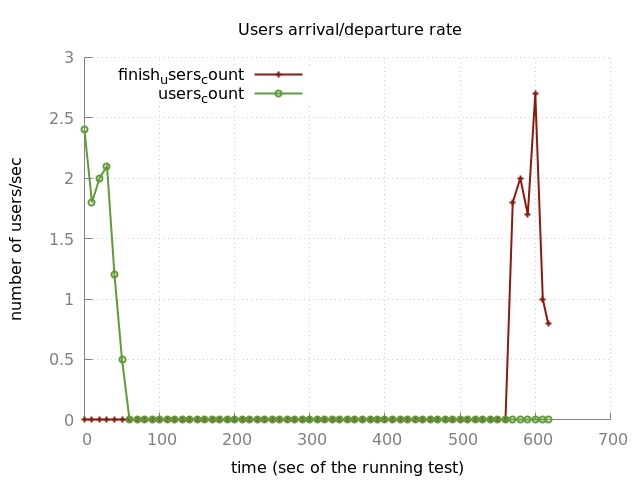 Users arrival/departure rate
3
finish_users_count
users_count
2.5
2
1.5
1
0.5
0
number of users/sec
0 100 200 300 400 500 600 700
time (sec of the running test)